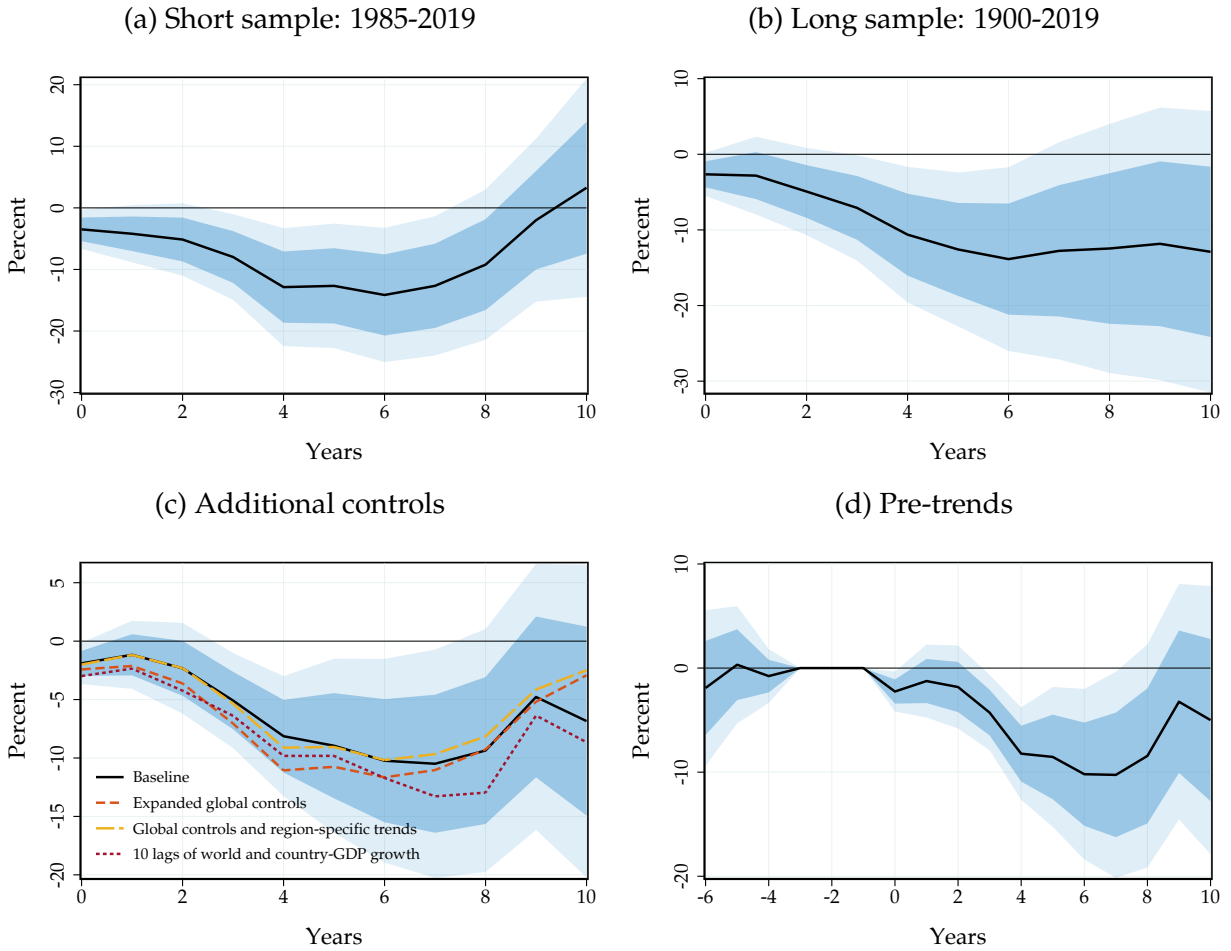 (a) Short sample: 1985-2019
20
10
0
-10
-20
-30
Percent
0 2 4 6 8 10
Years
(b) Long sample: 1900-2019
10
0
-10
-20
-30
Percent
0 2 4 6 8 10
Years
(c) Additional controls
5
0
-5
-10
-15
-20
Percent
Baseline
Expanded global controls
Global controls and region-specific trends
10 lags of world and country-GDP growth
0 2 4 6 8 10
Years
(d) Pre-trends
10
0
-10
-20
Percent
-6 -4 -2 0 2 4 6 8 10
Years